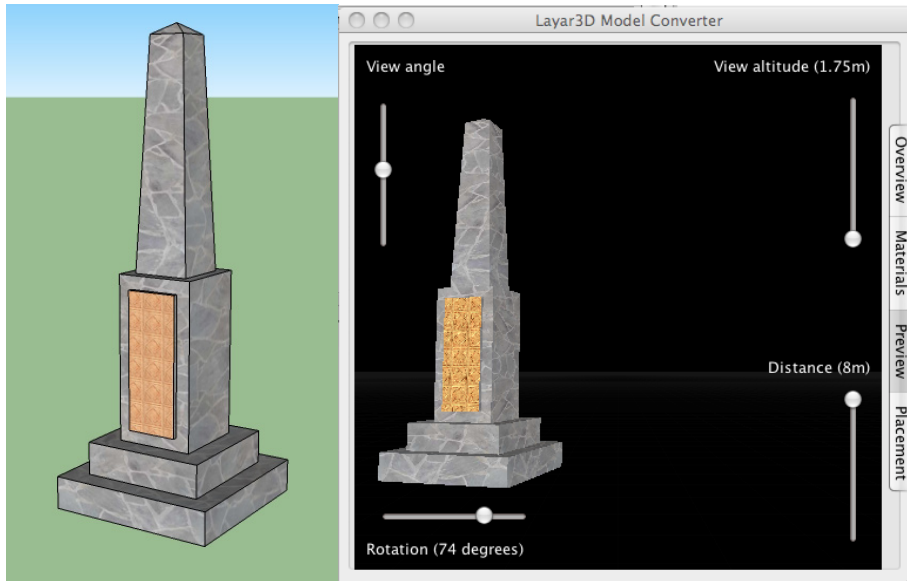 Layar3D Model Converter
View angle
View altitude (1.75m)
Overview
Materials
Preview
Distance (8m)
Placement
Rotation (74 degrees)